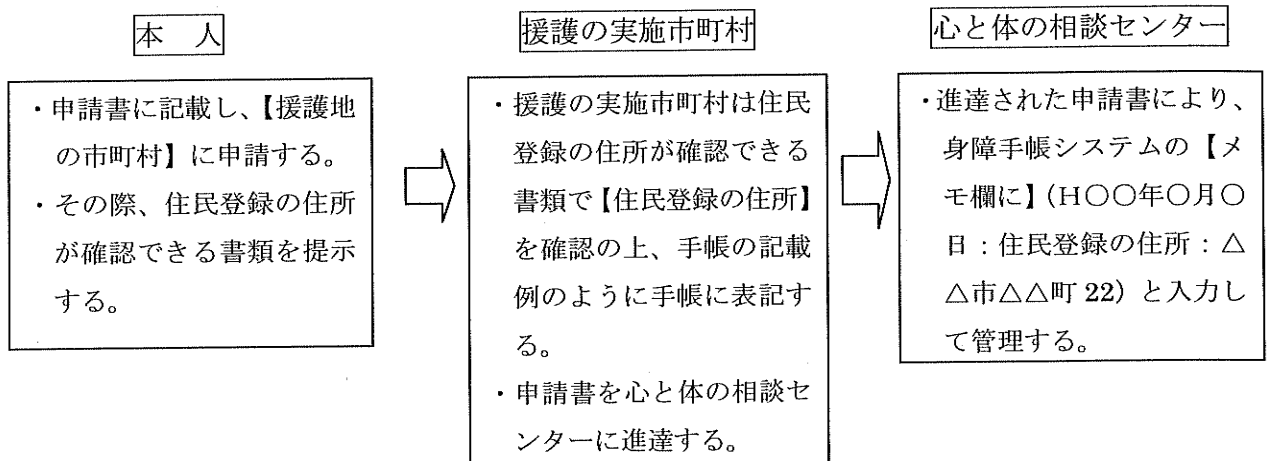 本　人
・申請書に記載し、【援護地
の市町村】に申請する。
・その際、住民登録の住所
が確認できる書類を提示
する。
援護の実施市町村
・援護の実施市町村は住民
登録の住所が確認できる
書類で【住民登録の住所】
を確認の上、手帳の記載
例のように手帳に表記す
る。
・申請書を心と体の相談セ
ンターに進達する。
心と体の相談センター
・進達された申請書により、
身障手帳システムの【メ
モ欄に】(H〇〇年〇月〇
日：住民登録の住所：△
△市△△町 22) と入力し
て管理する。